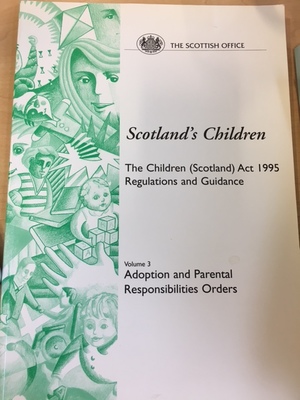 THE SCOTTISH OFFICE
Scotland's Children
The Children (Scotland) Act 1995
Regulations and Guidance
Volume 3
Adoption and Parental
Responsibilities Orders